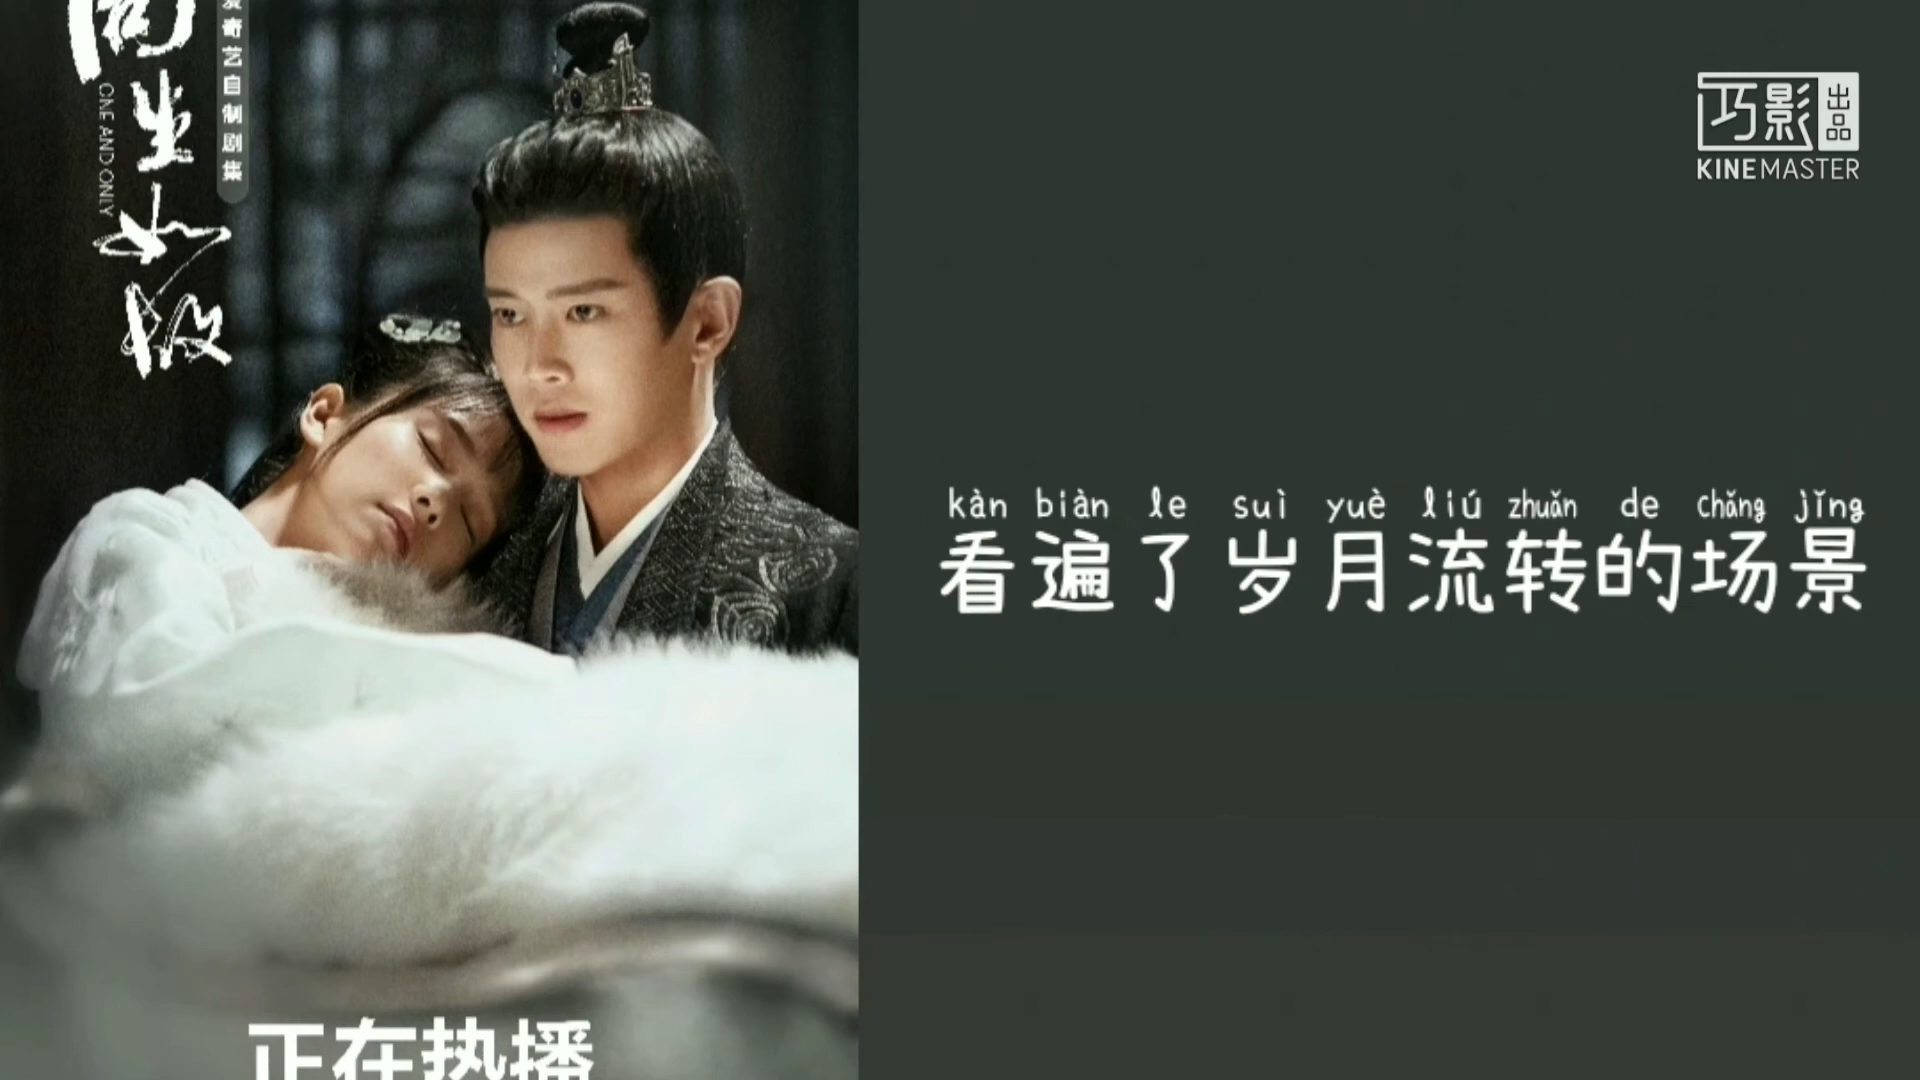 周生如故
ONE AND ONLY
爱奇艺自制剧集
正在热播
巧影出品
KINEMASTER
kàn biàn le suì yuè liú zhuǎn de chǎng jǐng
看遍了岁月流转的场景